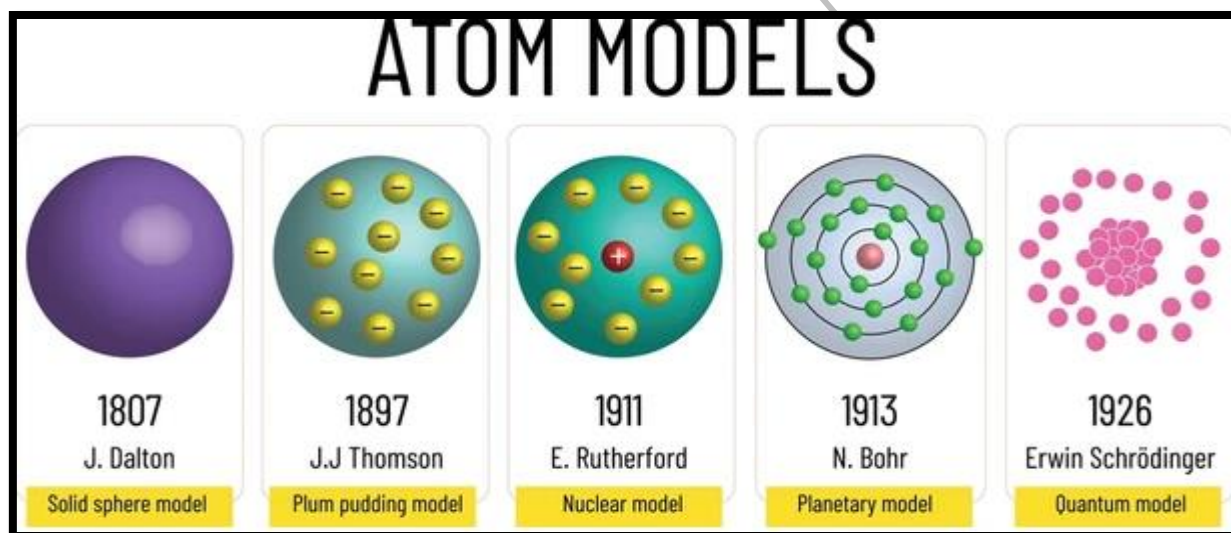 ATOM MODELS
1807
J. Dalton
Solid sphere model
1897
J.J Thomson
Plum pudding model
1911
E. Rutherford
Nuclear model
1913
N. Bohr
Planetary model
1926
Erwin Schrödinger
Quantum model